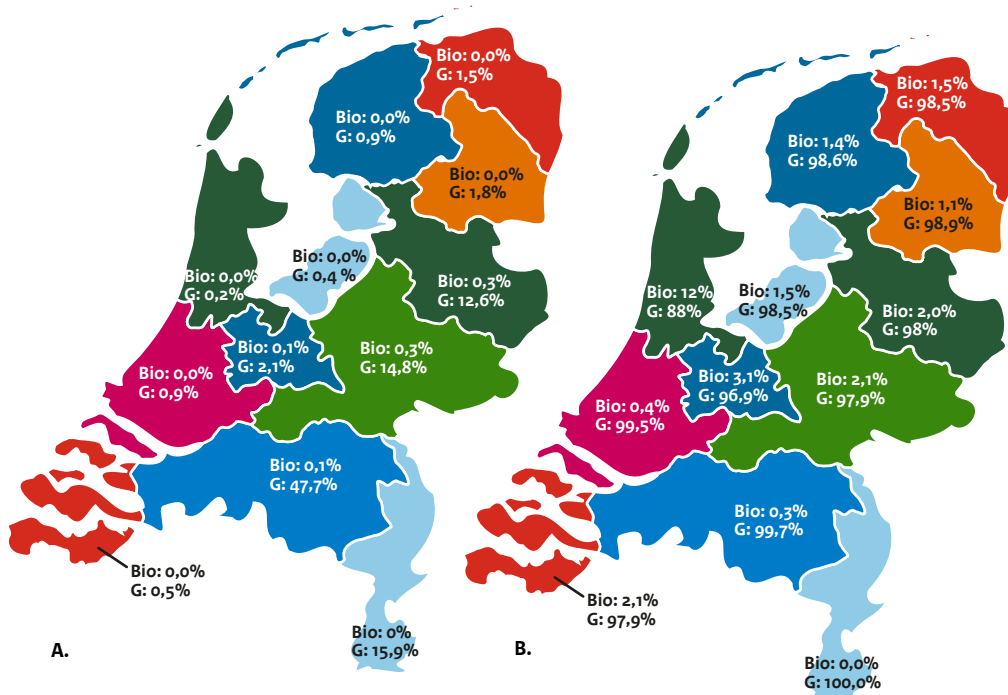 Bio: 0,0%
G: 1,5%
Bio: 0,0%
G: 0,9%
Bio: 0,0%
G: 1,8%
Bio: 0,0%
G: 0,4 %
Bio: 0,0%
G: 0,2%
Bio: 0,3%
G: 12,6%
Bio: 0,1%
G: 2,1%
Bio: 0,3%
G: 14,8%
Bio: 0,0%
G: 0,9%
Bio: 0,1%
G: 47,7%
Bio: 0,0%
G: 0,5%
Bio: 0%
G: 15,9%
A.
Bio: 1,5%
G: 98,5%
Bio: 1,4%
G: 98,6%
Bio: 1,1%
G: 98,9%
Bio: 12%
G: 88%
Bio: 1,5%
G: 98,5%
Bio: 2,0%
G: 98%
Bio: 3,1%
G: 96,9%
Bio: 2,1%
G: 97,9%
Bio: 0,4%
G: 99,5%
Bio: 0,3%
G: 99,7%
Bio: 2,1%
G: 97,9%
Bio: 0,0%
G: 100,0%
B.